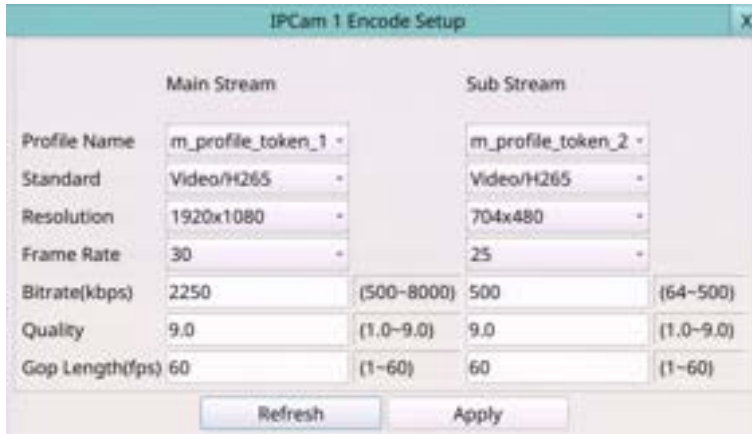 IPCam 1 Encode Setup X
Main Stream Sub Stream
Profile Name m_profile_token_1 m_profile_token_2
Standard Video/H265 Video/H265
Resolution 1920x1080 704x480
Frame Rate 30 25
Bitrate(kbps) 2250 (500~8000) 500 (64~500)
Quality 9.0 (1.0~9.0) 9.0 (1.0~9.0)
Gop Length(fps) 60 (1~60) 60 (1~60)
Refresh Apply